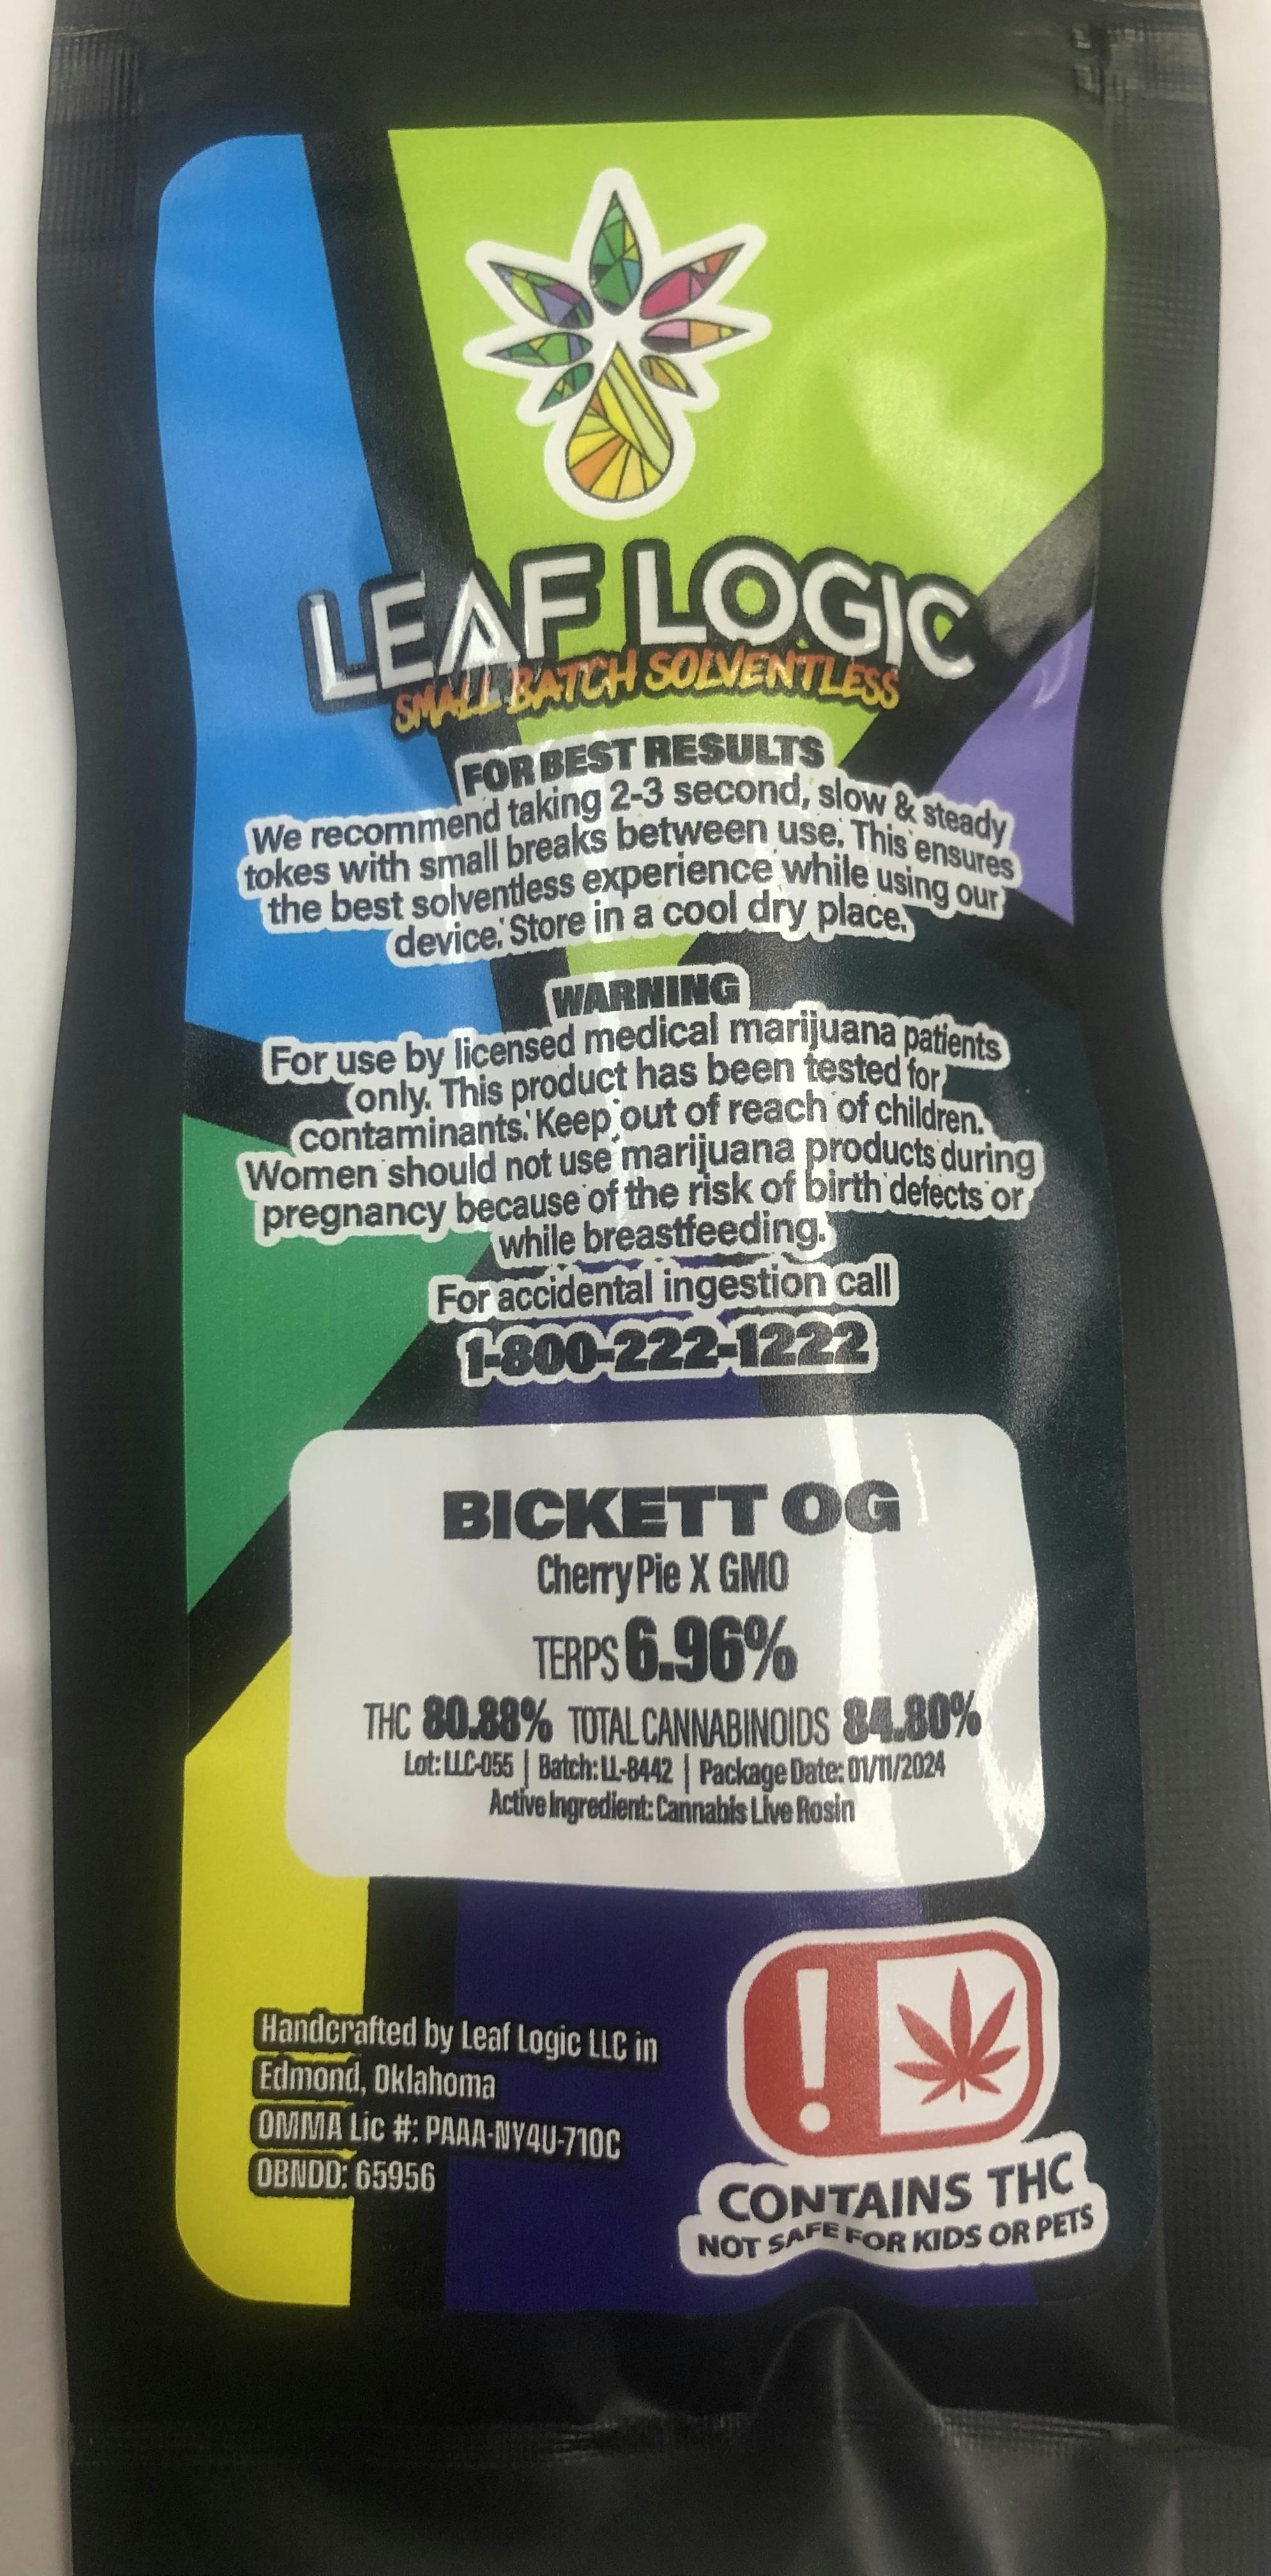 LEAF LOGIC
SMALL BATCH SOLVENTLESS
FOR BEST RESULTS
We recommend taking 2-3 second, slow & steady
tokes with small breaks between use. This ensures
the best solventless experience while using our
device. Store in a cool dry place.
WARNING
For use by licensed medical marijuana patients
only. This product has been tested for
contaminants. Keep out of reach of children.
Women should not use marijuana products during
pregnancy because of the risk of birth defects or
while breastfeeding.
For accidental ingestion call
1-800-222-1222
BICKETT OG
Cherry Pie X GMO
TERPS 6.96%
THC 80.88% TOTAL CANNABINOIDS 84.80%
Lot: LLC-055 | Batch: LL-8442 | Package Date: 01/11/2024
Active Ingredient: Cannabis Live Rosin
Handcrafted by Leaf Logic LLC in
Edmond, Oklahoma
OMMA Lic #: PAAA-NY4U-710C
OBNDD: 65956
!
CONTAINS THC
NOT SAFE FOR KIDS OR PETS